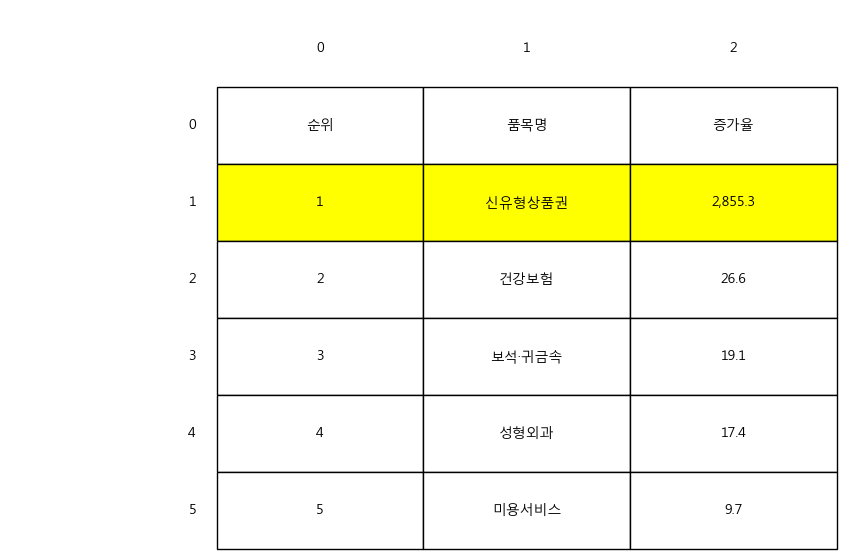 0 1 2
0 순위 품목명 증가율
1 1 신유형상품권 2,855.3
2 2 건강보험 26.6
3 3 보석·귀금속 19.1
4 4 성형외과 17.4
5 5 미용서비스 9.7